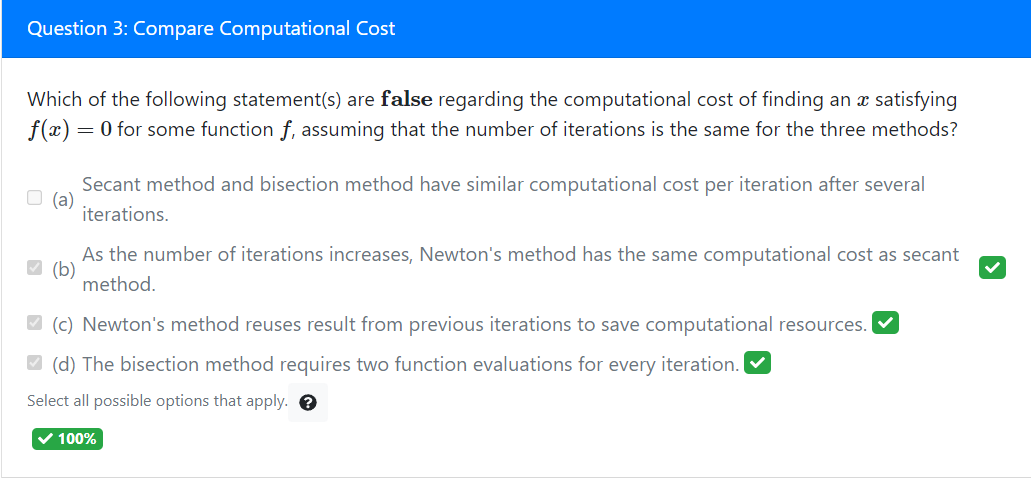 Question 3: Compare Computational Cost
Which of the following statement(s) are false regarding the computational cost of finding an x satisfying
f(x) = 0 for some function f, assuming that the number of iterations is the same for the three methods?
(a) Secant method and bisection method have similar computational cost per iteration after several
iterations.
(b) As the number of iterations increases, Newton's method has the same computational cost as secant
method.
(c) Newton's method reuses result from previous iterations to save computational resources.
(d) The bisection method requires two function evaluations for every iteration.
Select all possible options that apply. ?
100%